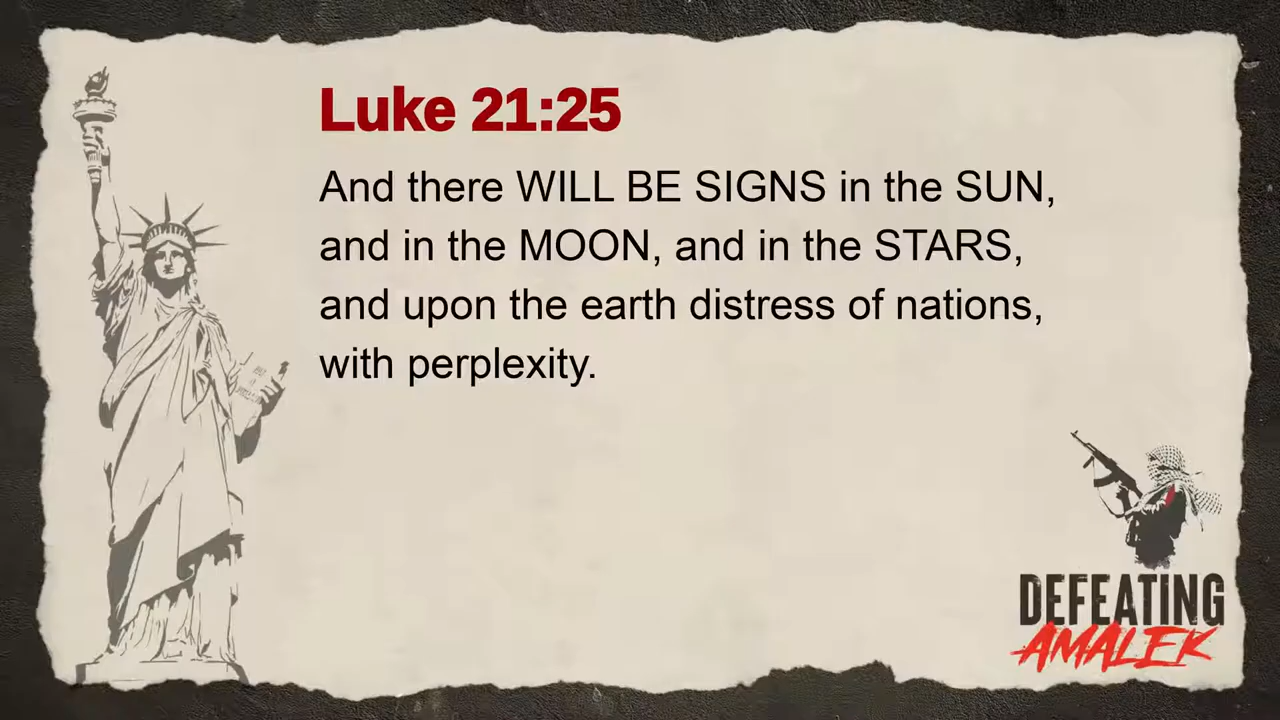 Luke 21:25
And there WILL BE SIGNS in the SUN,
and in the MOON, and in the STARS,
and upon the earth distress of nations,
with perplexity.
DEFEATING
AMALEK